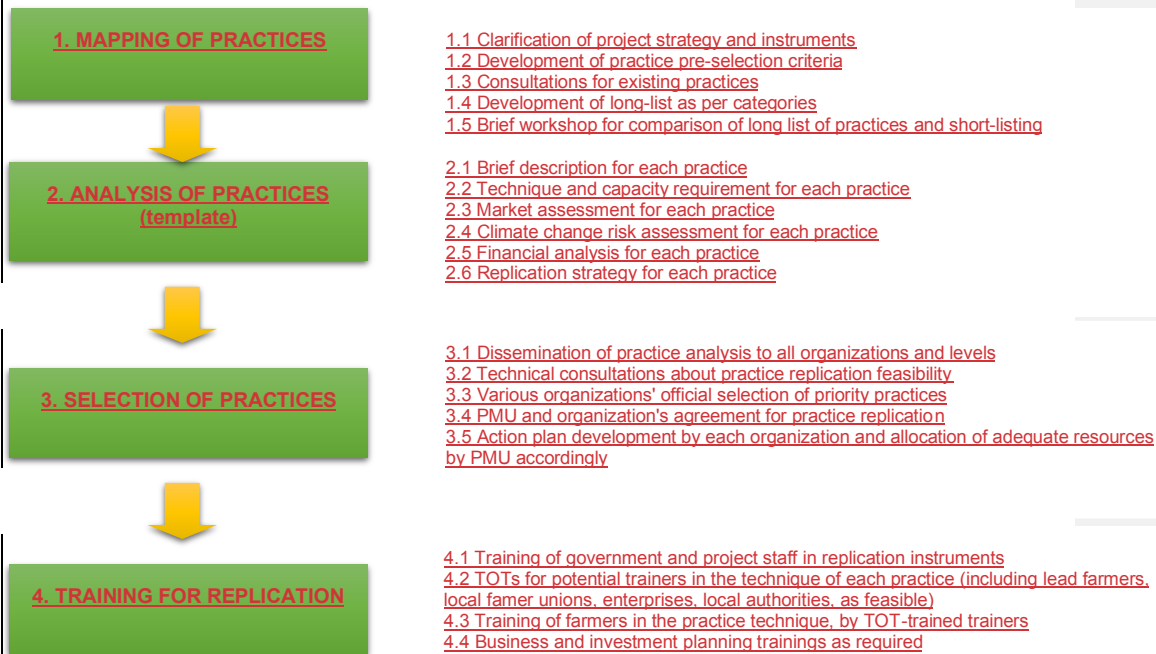 1. MAPPING OF PRACTICES
1.1 Clarification of project strategy and instruments
1.2 Development of practice pre-selection criteria
1.3 Consultations for existing practices
1.4 Development of long-list as per categories
1.5 Brief workshop for comparison of long list of practices and short-listing
2. ANALYSIS OF PRACTICES
(template)
2.1 Brief description for each practice
2.2 Technique and capacity requirement for each practice
2.3 Market assessment for each practice
2.4 Climate change risk assessment for each practice
2.5 Financial analysis for each practice
2.6 Replication strategy for each practice
3. SELECTION OF PRACTICES
3.1 Dissemination of practice analysis to all organizations and levels
3.2 Technical consultations about practice replication feasibility
3.3 Various organizations' official selection of priority practices
3.4 PMU and organization's agreement for practice replication
3.5 Action plan development by each organization and allocation of adequate resources
by PMU accordingly
4. TRAINING FOR REPLICATION
4.1 Training of government and project staff in replication instruments
4.2 TOTs for potential trainers in the technique of each practice (including lead farmers,
local famer unions, enterprises, local authorities, as feasible)
4.3 Training of farmers in the practice technique, by TOT-trained trainers
4.4 Business and investment planning trainings as required